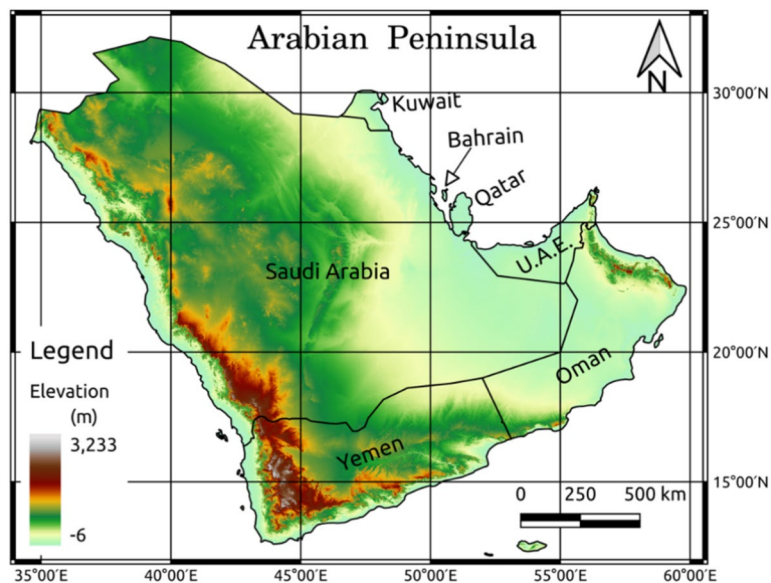 Arabian Peninsula
N
30°00′N
Kuwait
Bahrain
Qatar
25°00′N
U.A.E.
Saudi Arabia
Legend
20°00′N
Oman
Elevation
(m)
3,233
Yemen
15°00′N
0 250 500 km
-6
35°00′E 40°00′E 45°00′E 50°00′E 55°00′E 60°00′E